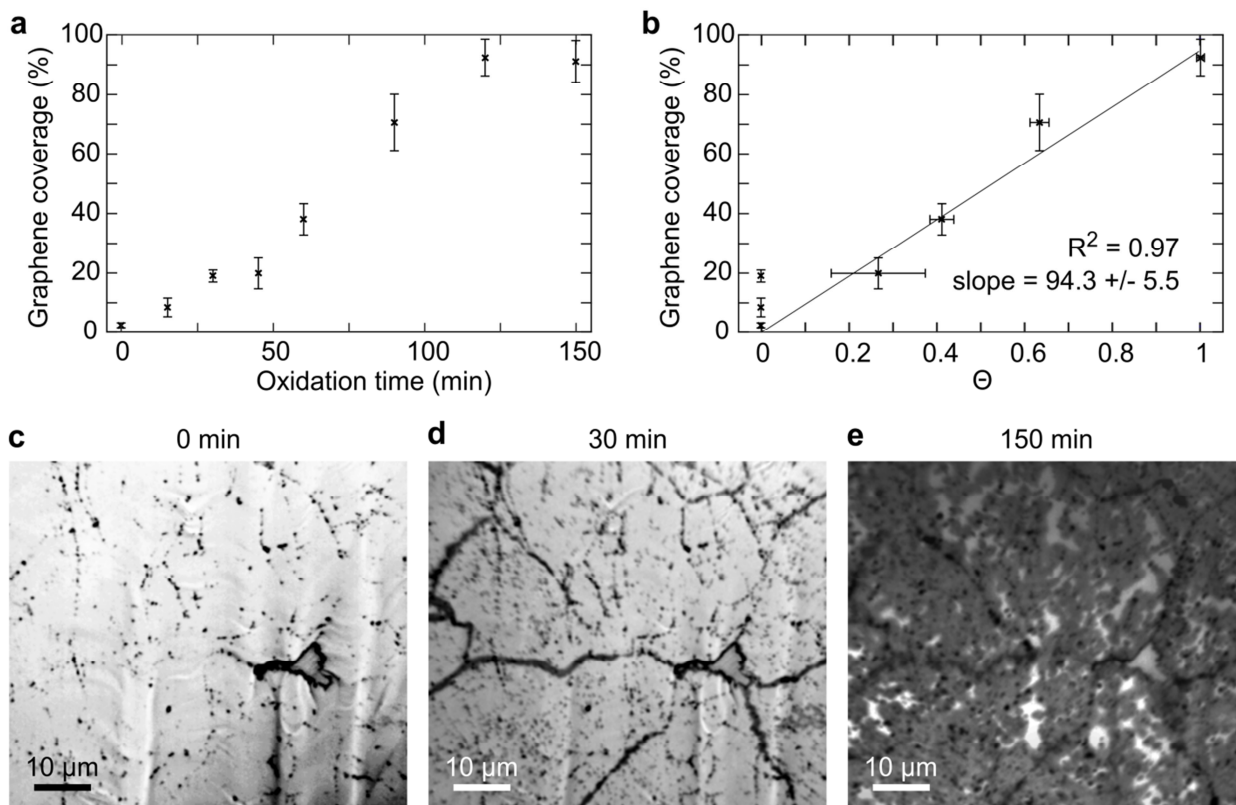 a
Graphene coverage (%)
100
80
60
40
20
0
0 50 100 150
Oxidation time (min)
b
Graphene coverage (%)
100
80
60
40
20
0
R² = 0.97
slope = 94.3 +/- 5.5
0 0.2 0.4 0.6 0.8 1
Θ
c 0 min
10 µm
d 30 min
10 µm
e 150 min
10 µm